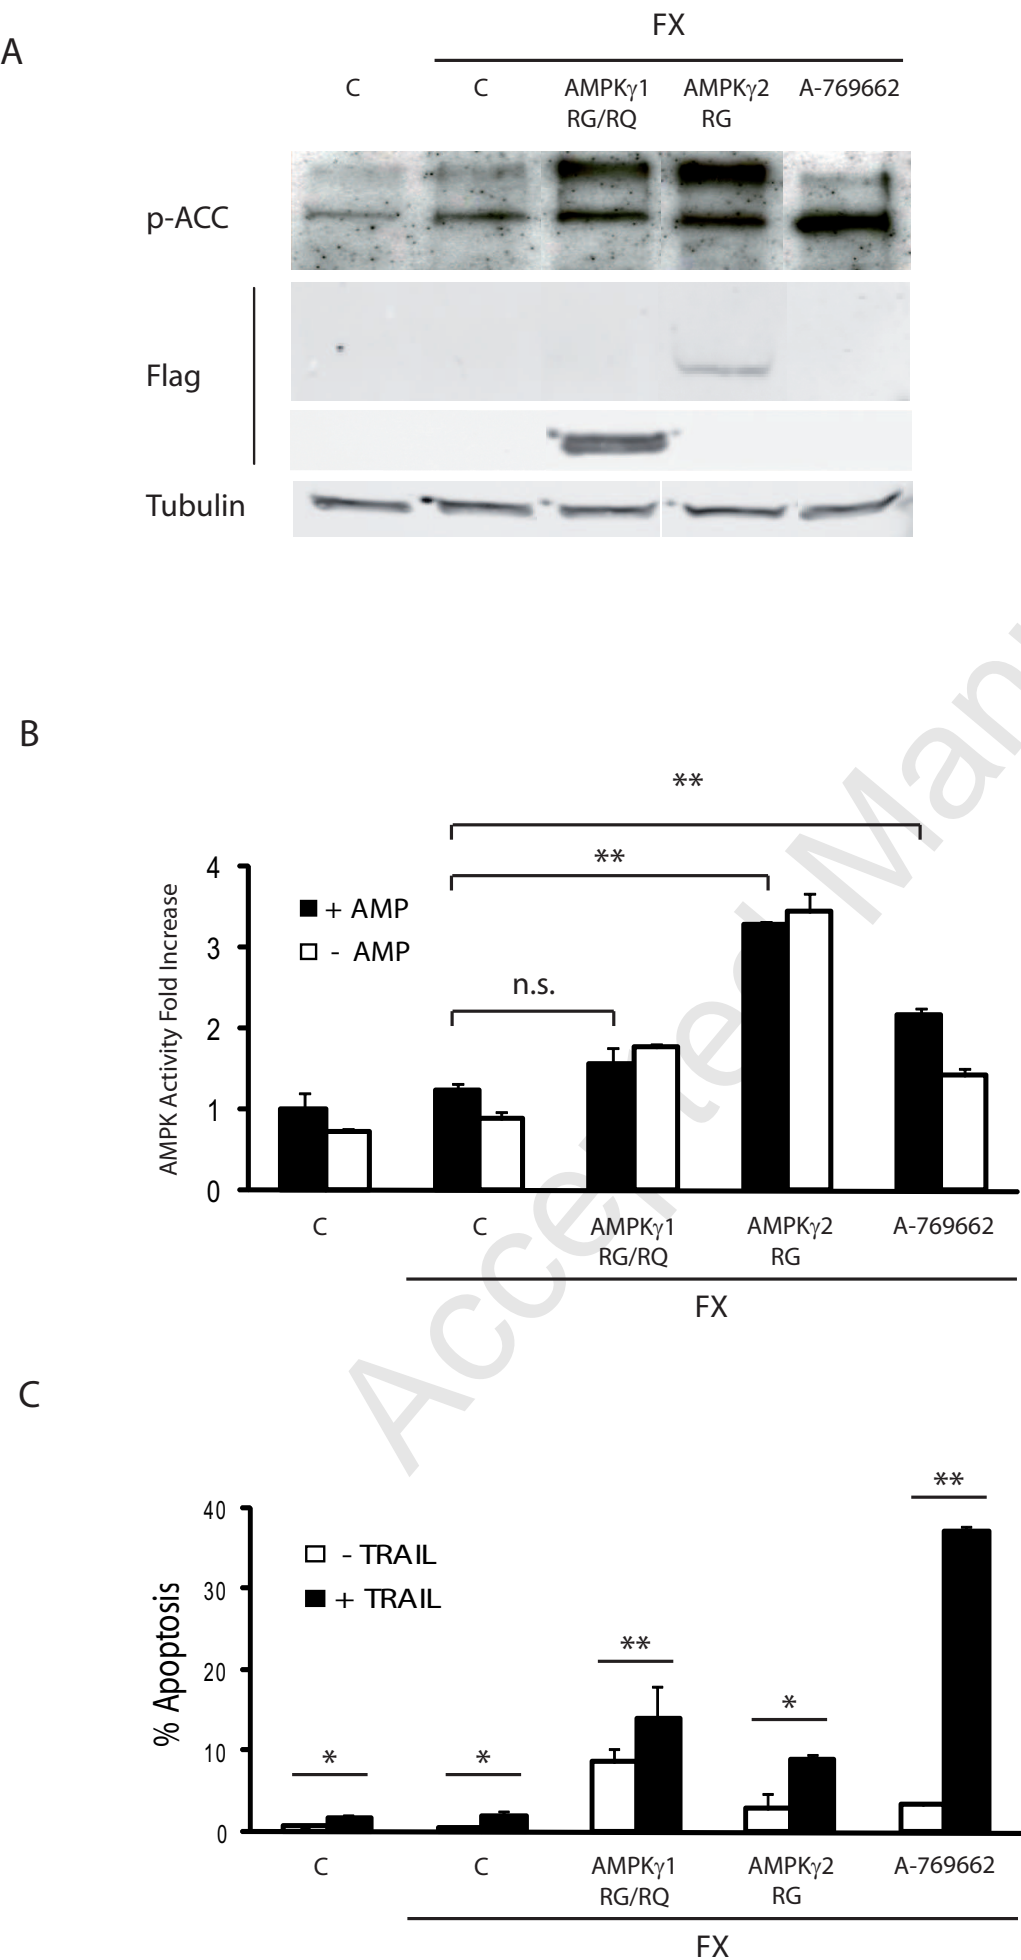 A
FX
C C AMPKγ1 AMPKγ2 A-769662
RG/RQ RG
p-ACC
Flag
Tubulin
B
**
**
n.s.
AMPK Activity Fold Increase
4
3
2
1
0
+ AMP
- AMP
C C AMPKγ1 AMPKγ2 A-769662
RG/RQ RG
FX
Accepted Man
C
**
**
*
*
*
% Apoptosis
40
30
20
10
0
- TRAIL
+ TRAIL
C C AMPKγ1 AMPKγ2 A-769662
RG/RQ RG
FX